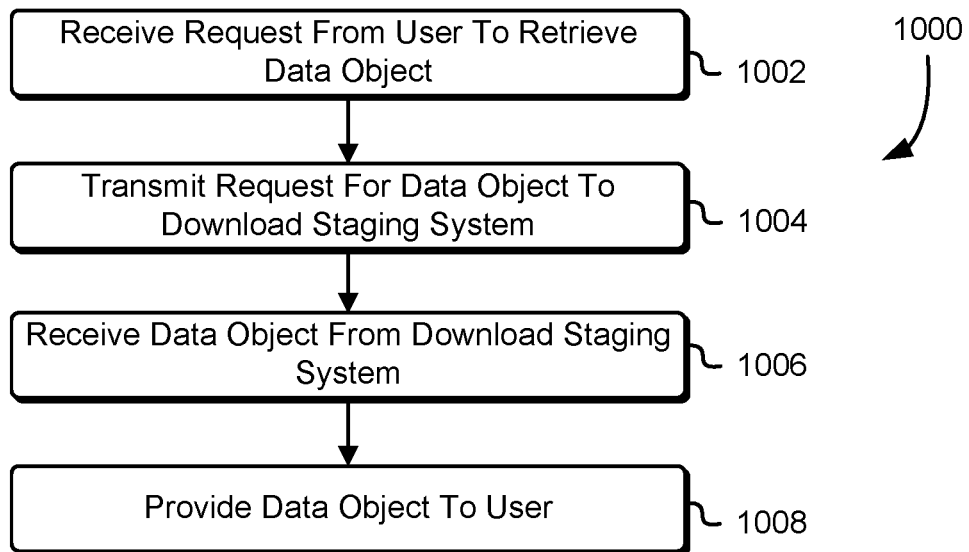 Receive Request From User To Retrieve
Data Object
1002
1000
Transmit Request For Data Object To
Download Staging System
1004
Receive Data Object From Download Staging
System
1006
Provide Data Object To User
1008